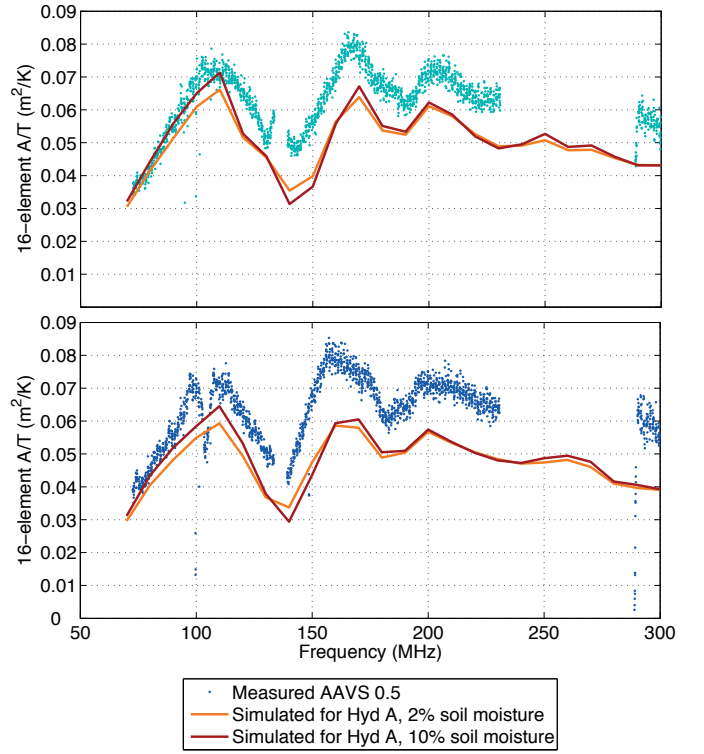 0.09
0.08
0.07
0.06
0.05
0.04
0.03
0.02
0.01
16−element A/T (m²/K)
0.09
0.08
0.07
0.06
0.05
0.04
0.03
0.02
0.01
0
16−element A/T (m²/K)
50 100 150 200 250 300
Frequency (MHz)
Measured AAVS 0.5
Simulated for Hyd A, 2% soil moisture
Simulated for Hyd A, 10% soil moisture